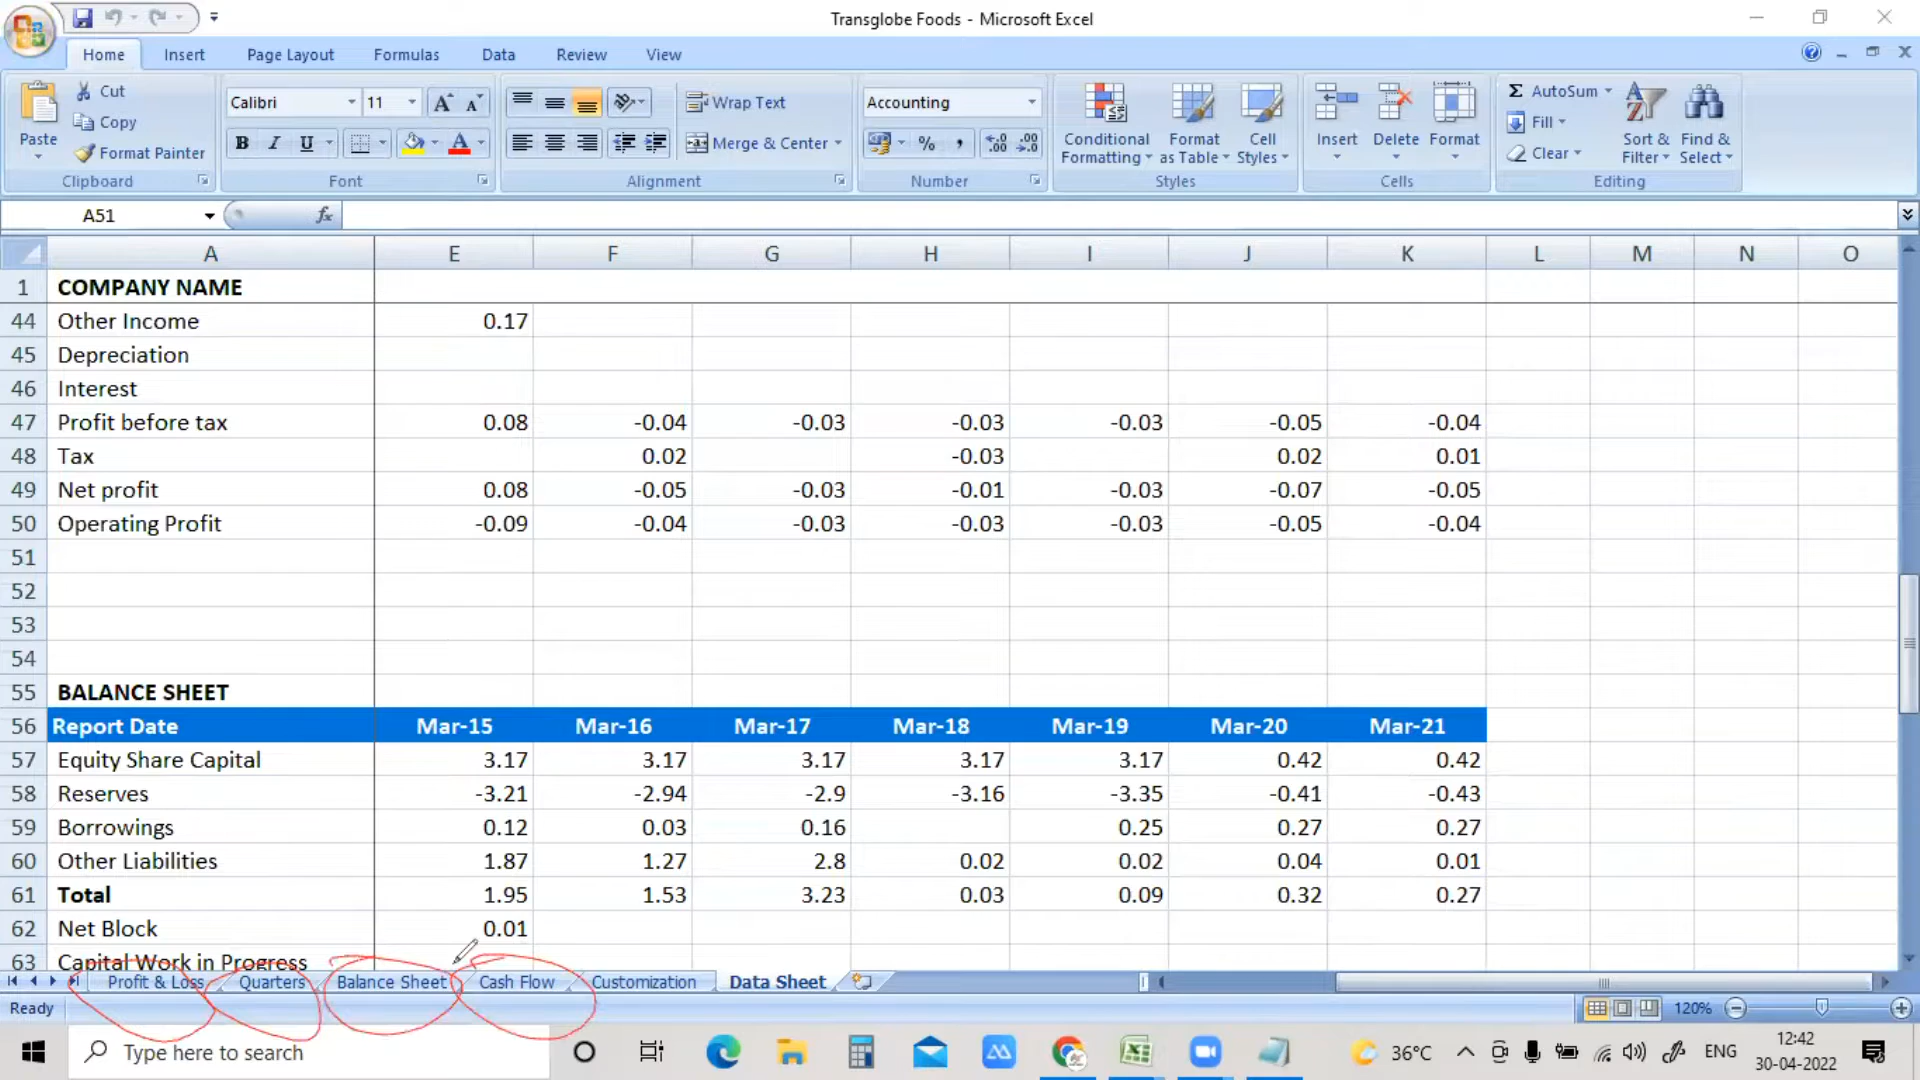 Transglobe Foods - Microsoft Excel
Home Insert Page Layout Formulas Data Review View
Cut
Copy
Format Painter
Paste
Clipboard
Calibri 11
B I U
Font
Wrap Text
Merge & Center
Alignment
Accounting
Number
Conditional Formatting
Format as Table
Cell Styles
Styles
Insert Delete Format
Cells
Σ AutoSum
Fill
Clear
Sort & Filter
Find & Select
Editing
A51 fx
A E F G H I J K L M N O
1 COMPANY NAME
44 Other Income 0.17
45 Depreciation
46 Interest
47 Profit before tax 0.08 -0.04 -0.03 -0.03 -0.03 -0.05 -0.04
48 Tax 0.02 -0.03 0.02 0.01
49 Net profit 0.08 -0.05 -0.03 -0.01 -0.03 -0.07 -0.05
50 Operating Profit -0.09 -0.04 -0.03 -0.03 -0.03 -0.05 -0.04
51
52
53
54
55 BALANCE SHEET
56 Report Date Mar-15 Mar-16 Mar-17 Mar-18 Mar-19 Mar-20 Mar-21
57 Equity Share Capital 3.17 3.17 3.17 3.17 3.17 0.42 0.42
58 Reserves -3.21 -2.94 -2.9 -3.16 -3.35 -0.41 -0.43
59 Borrowings 0.12 0.03 0.16 0.25 0.27 0.27
60 Other Liabilities 1.87 1.27 2.8 0.02 0.02 0.04 0.01
61 Total 1.95 1.53 3.23 0.03 0.09 0.32 0.27
62 Net Block 0.01
63 Capital Work in Progress
Profit & Loss Quarters Balance Sheet Cash Flow Customization Data Sheet
Ready 120%
Type here to search 36°C ENG 12:42
30-04-2022